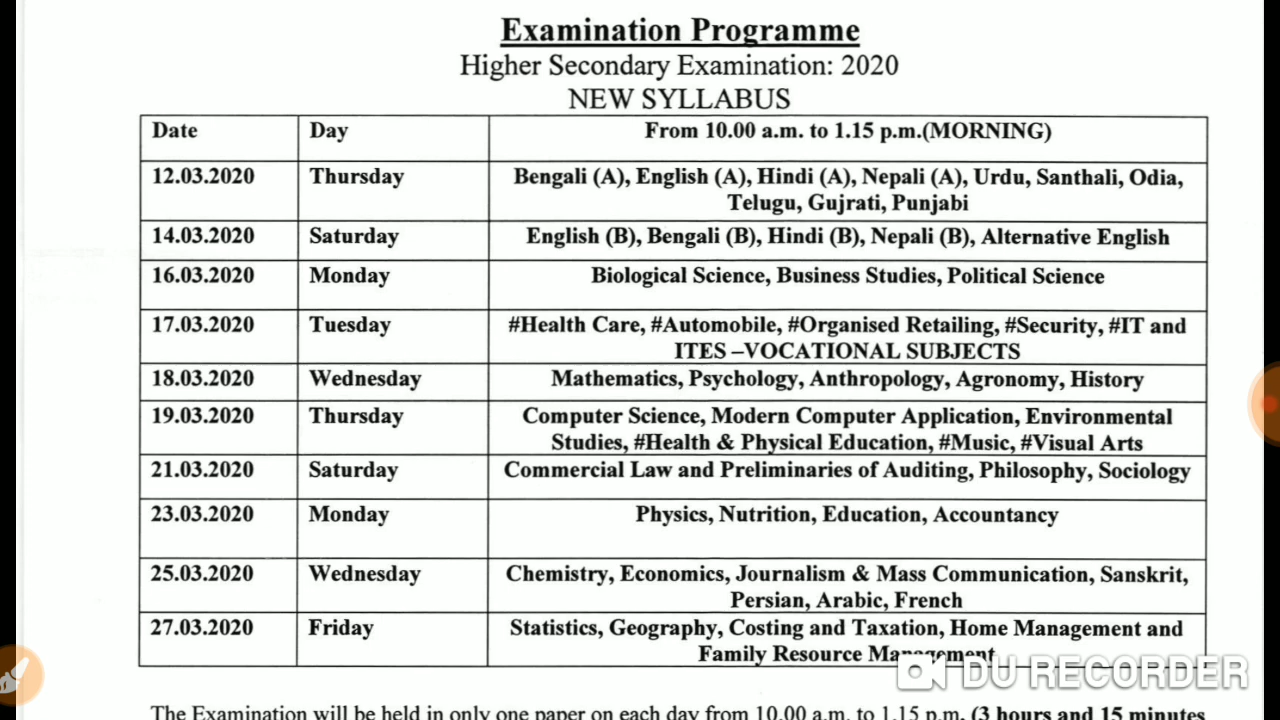 Examination Programme
Higher Secondary Examination: 2020
NEW SYLLABUS
Date Day From 10.00 a.m. to 1.15 p.m.(MORNING)
12.03.2020 Thursday Bengali (A), English (A), Hindi (A), Nepali (A), Urdu, Santhali, Odia,
Telugu, Gujrati, Punjabi
14.03.2020 Saturday English (B), Bengali (B), Hindi (B), Nepali (B), Alternative English
16.03.2020 Monday Biological Science, Business Studies, Political Science
17.03.2020 Tuesday #Health Care, #Automobile, #Organised Retailing, #Security, #IT and
ITES –VOCATIONAL SUBJECTS
18.03.2020 Wednesday Mathematics, Psychology, Anthropology, Agronomy, History
19.03.2020 Thursday Computer Science, Modern Computer Application, Environmental
Studies, #Health & Physical Education, #Music, #Visual Arts
21.03.2020 Saturday Commercial Law and Preliminaries of Auditing, Philosophy, Sociology
23.03.2020 Monday Physics, Nutrition, Education, Accountancy
25.03.2020 Wednesday Chemistry, Economics, Journalism & Mass Communication, Sanskrit,
Persian, Arabic, French
27.03.2020 Friday Statistics, Geography, Costing and Taxation, Home Management and
Family Resource Management
DU RECORDER
The Examination will be held in only one paper on each day from 10.00 a.m. to 1.15 p.m. (3 hours and 15 minutes